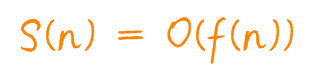 S(n) = O(f(n))